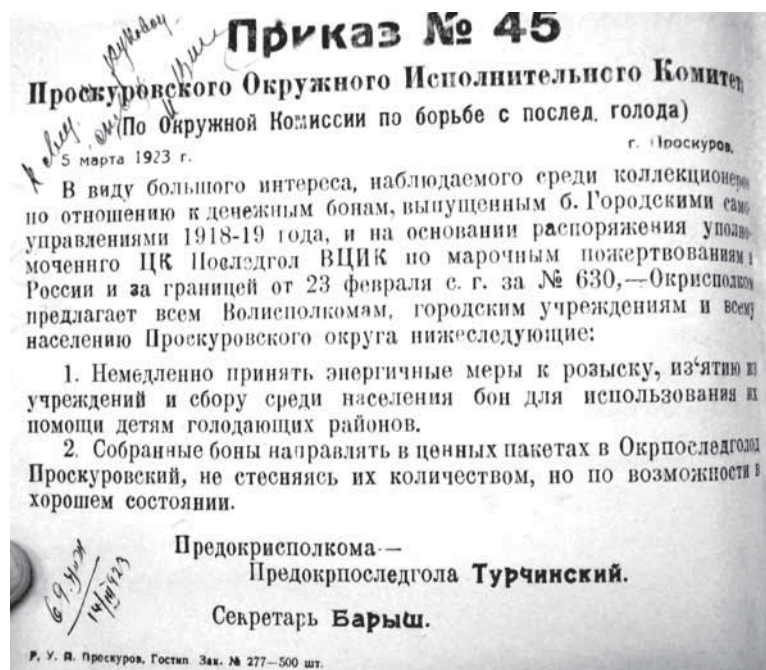 Приказ № 45
Проскуровского Окружного Исполнительнсго Комитет
(По Окружной Комиссии по борьбе с послед. голода)
5 марта 1923 г. г. Проскуров.
В виду большого интереса, наблюдаемого среди коллекционеров
по отношению к денежным бонам, выпущенным б. Городскими само
управлениями 1918-19 года, и на основании распоряжения уполно-
моченнго ЦК Последгол ВЦИК по марочным пожертвованиям в
России и за границей от 23 февраля с. г. за № 630,—Окрисполком
предлагает всем Волисполкомам, городским учреждениям и всему
населению Проскуровского округа нижеследующие:
1. Немедленно принять энергичные меры к розыску, из‘ятию из
учреждений и сбору среди населения бон для использования их
помощи детям голодающих районов.
2. Собранные боны направлять в ценных пакетах в Окрпоследголод
Проскуровский, не стесняясь их количеством, но по возможности в
хорошем состоянии.
Предокрисполкома—
Предокрпоследгола Турчинский.
Секретарь Барыш.
Р. У. П. Проскуров, Гостип. Зак. № 277—500 шт.